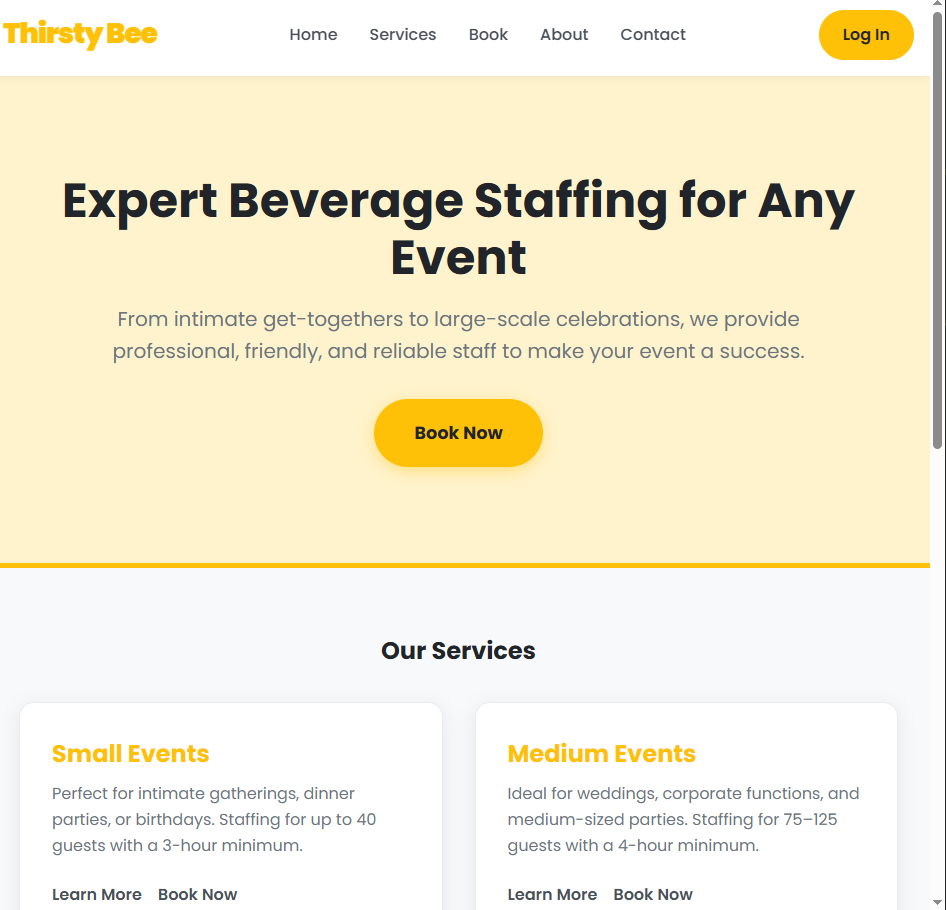 Thirsty Bee
Home Services Book About Contact
Log In
Expert Beverage Staffing for Any
Event
From intimate get-togethers to large-scale celebrations, we provide
professional, friendly, and reliable staff to make your event a success.
Book Now
Our Services
Small Events
Perfect for intimate gatherings, dinner
parties, or birthdays. Staffing for up to 40
guests with a 3-hour minimum.
Learn More Book Now
Medium Events
Ideal for weddings, corporate functions, and
medium-sized parties. Staffing for 75–125
guests with a 4-hour minimum.
Learn More Book Now